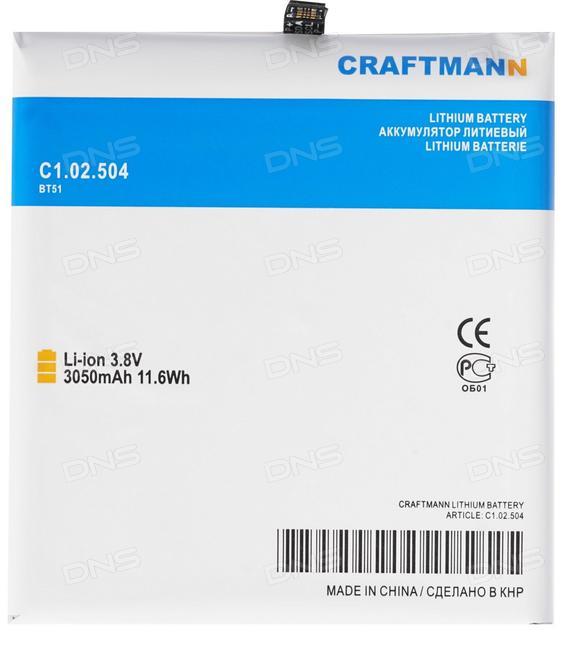 CRAFTMANN
LITHIUM BATTERY
АККУМУЛЯТОР ЛИТИЕВЫЙ
LITHIUM BATTERIE
C1.02.504
BT51
Li-ion 3.8V
3050mAh 11.6Wh
CE
РСТ
ОБ01
CRAFTMANN LITHIUM BATTERY
ARTICLE: C1.02.504
MADE IN CHINA / СДЕЛАНО В КНР
DNS